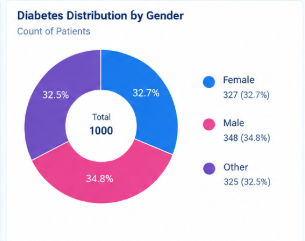 Diabetes Distribution by Gender
Count of Patients
32.5%
32.7%
Total
1000
34.8%
Female
327 (32.7%)
Male
348 (34.8%)
Other
325 (32.5%)